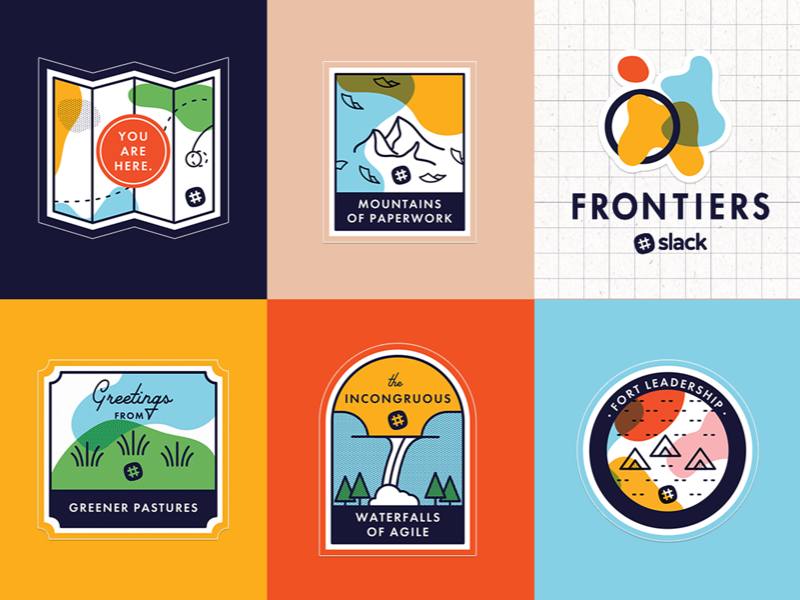 YOU
ARE
HERE.
MOUNTAINS
OF PAPERWORK
FRONTIERS
slack
Greetings
FROM
GREENER PASTURES
the
INCONGRUOUS
WATERFALLS
OF AGILE
· FORT LEADERSHIP ·